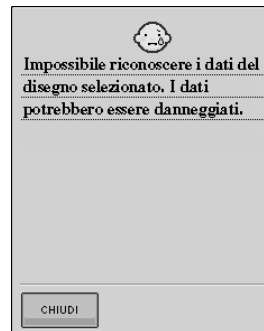 Impossibile riconoscere i dati del
disegno selezionato. I dati
potrebbero essere danneggiati.
CHIUDI